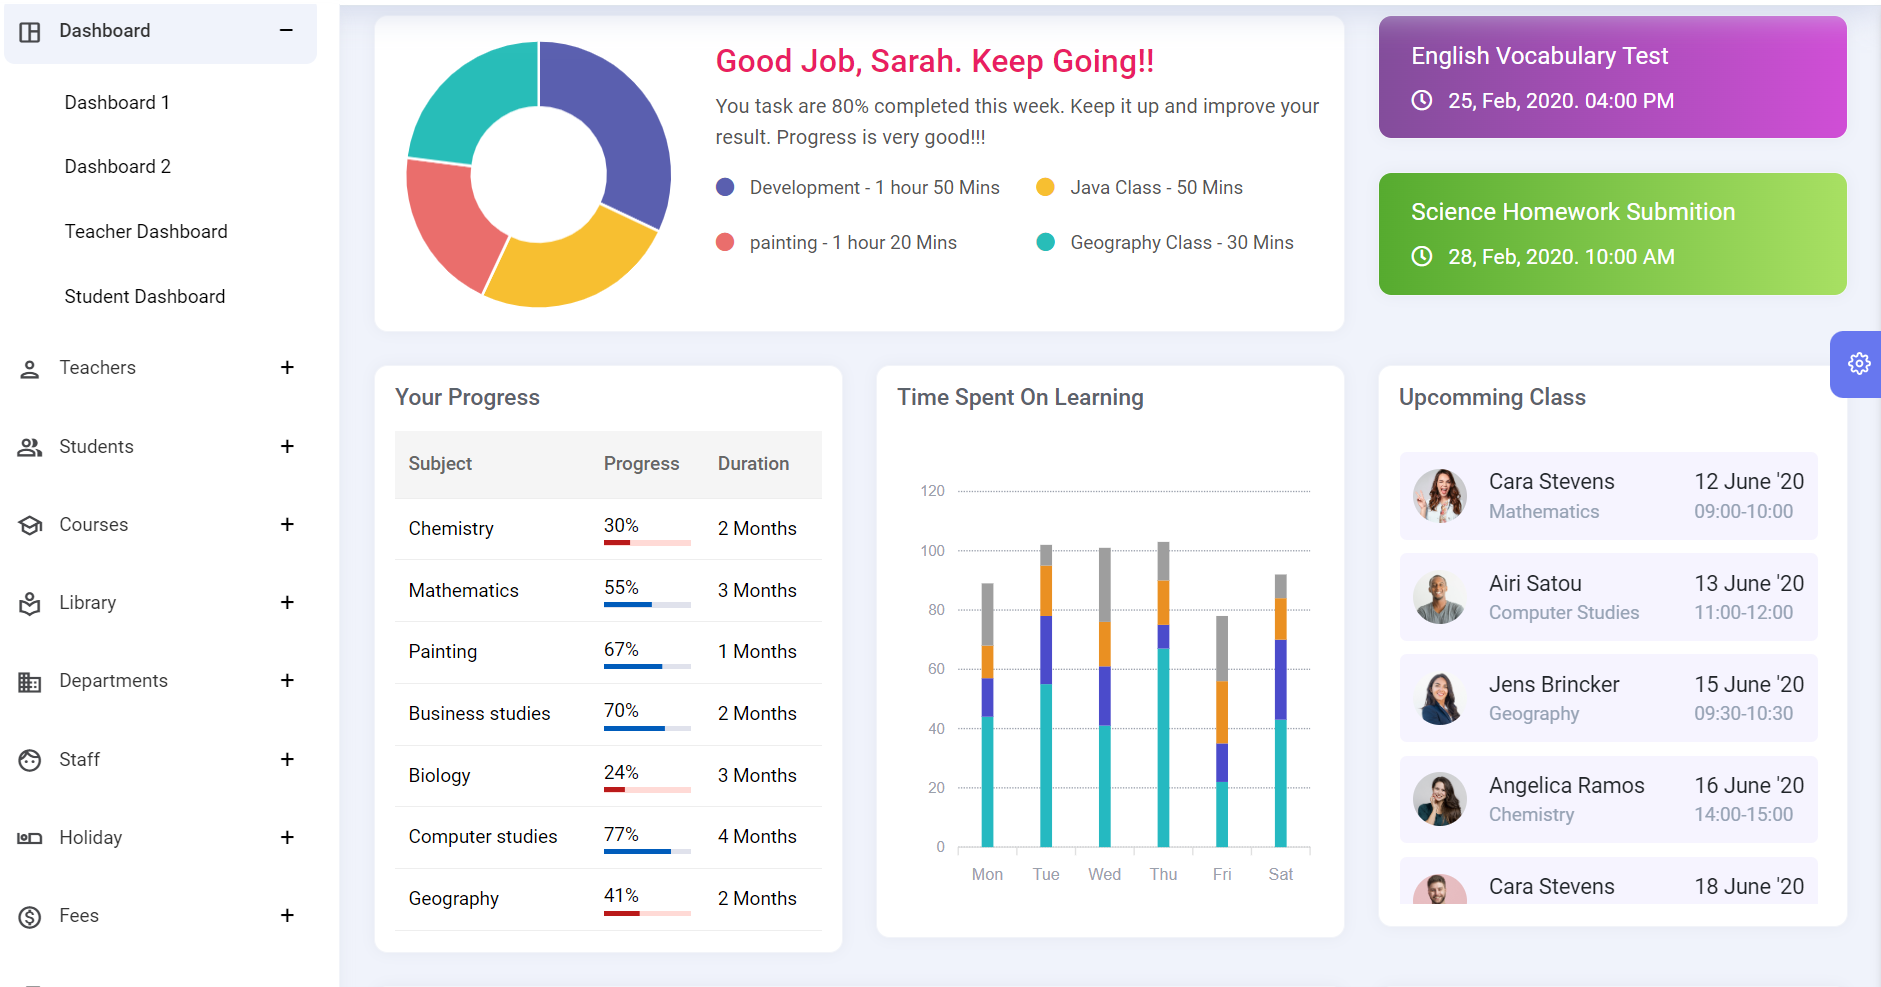 Dashboard
Dashboard 1
Dashboard 2
Teacher Dashboard
Student Dashboard
Teachers
Students
Courses
Library
Departments
Staff
Holiday
Fees
Good Job, Sarah. Keep Going!!
You task are 80% completed this week. Keep it up and improve your
result. Progress is very good!!!
Development - 1 hour 50 Mins
Java Class - 50 Mins
painting - 1 hour 20 Mins
Geography Class - 30 Mins
English Vocabulary Test
25, Feb, 2020. 04:00 PM
Science Homework Submition
28, Feb, 2020. 10:00 AM
Your Progress
Subject Progress Duration
Chemistry 30% 2 Months
Mathematics 55% 3 Months
Painting 67% 1 Months
Business studies 70% 2 Months
Biology 24% 3 Months
Computer studies 77% 4 Months
Geography 41% 2 Months
Time Spent On Learning
120
100
80
60
40
20
0
Mon Tue Wed Thu Fri Sat
Upcomming Class
Cara Stevens 12 June '20
Mathematics 09:00-10:00
Airi Satou 13 June '20
Computer Studies 11:00-12:00
Jens Brincker 15 June '20
Geography 09:30-10:30
Angelica Ramos 16 June '20
Chemistry 14:00-15:00
Cara Stevens 18 June '20